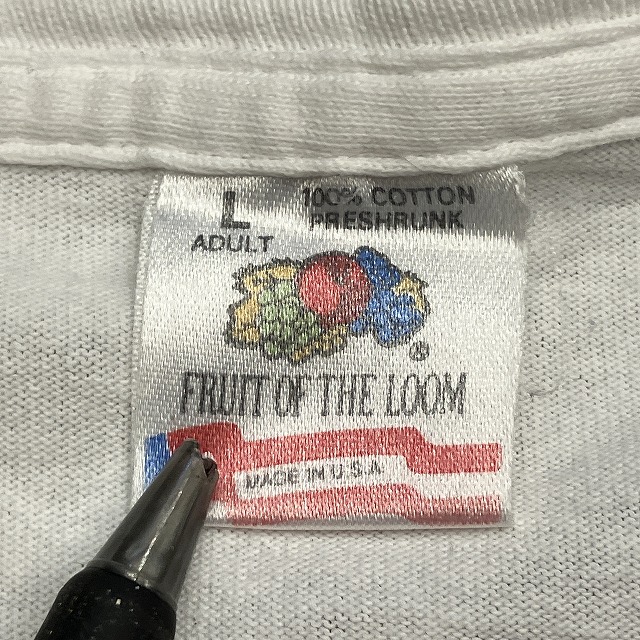 L
ADULT
100% COTTON
PRESHRUNK
®
FRUIT OF THE LOOM
MADE IN U.S.A